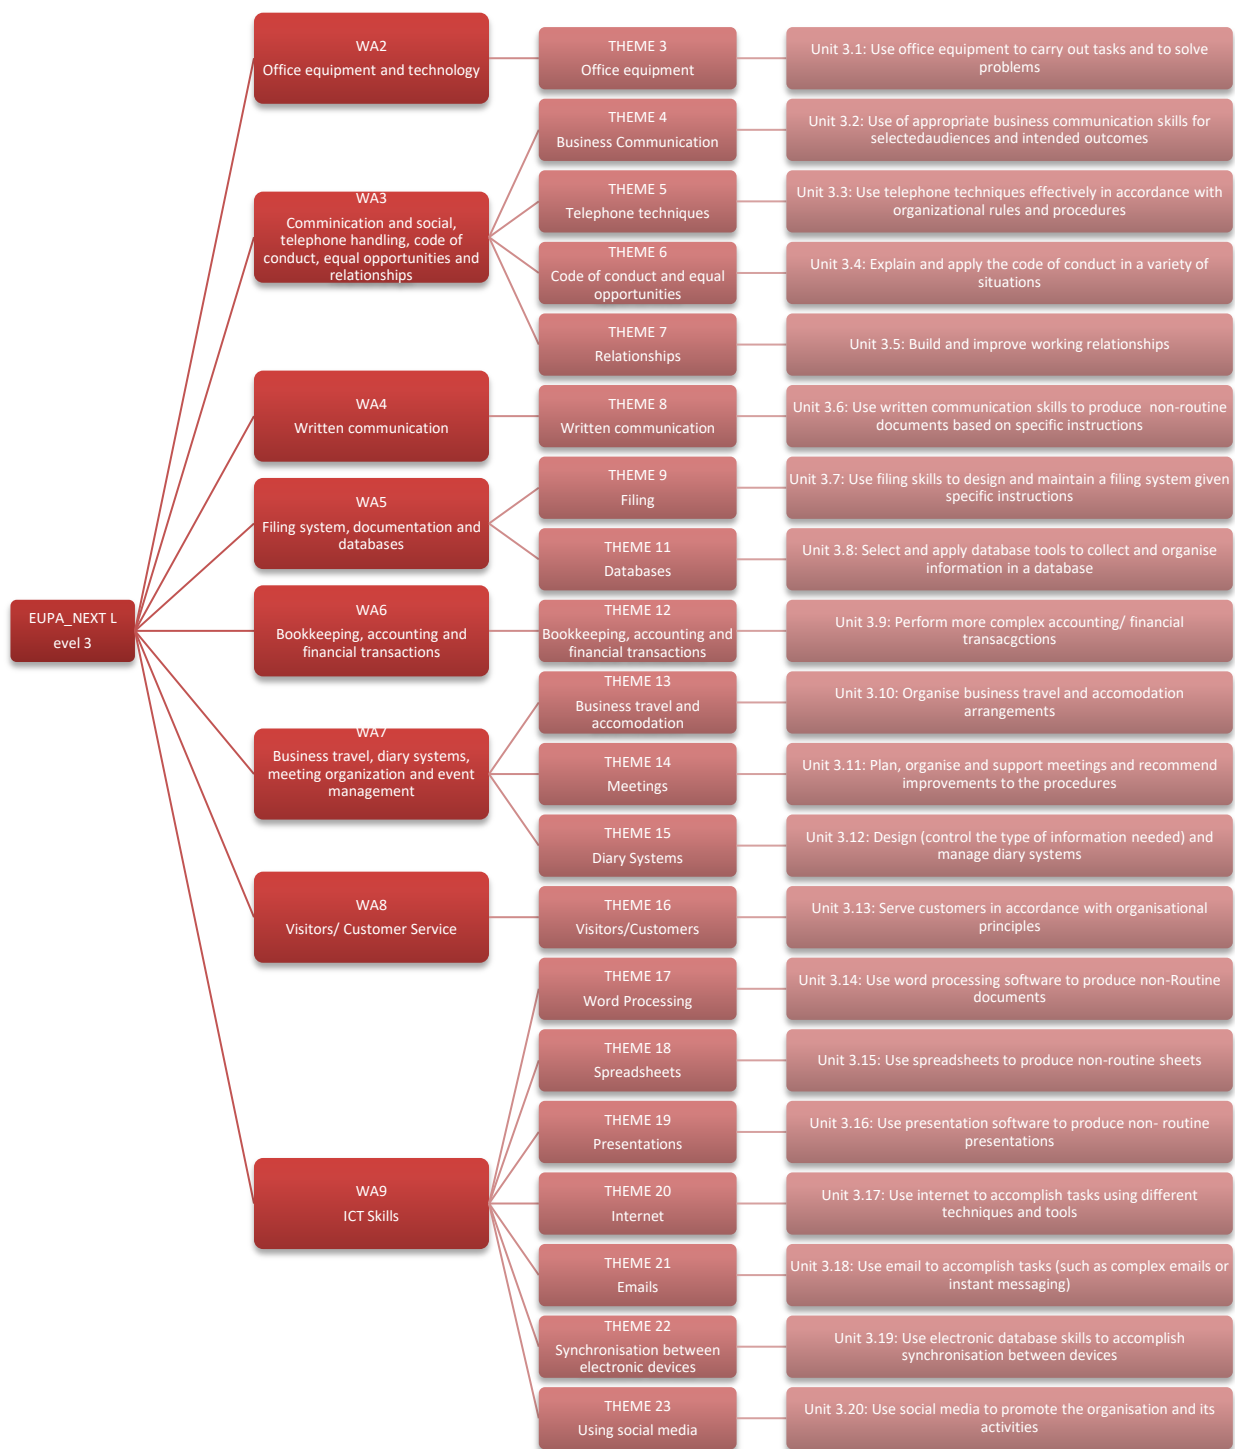 WA2
Office equipment and technology
THEME 3
Office equipment
Unit 3.1: Use office equipment to carry out tasks and to solve
problems
WA3
Comminication and social,
telephone handling, code of
conduct, equal opportunities and
relationships
THEME 4
Business Communication
Unit 3.2: Use of appropriate business communication skills for
selectedaudiences and intended outcomes
THEME 5
Telephone techniques
Unit 3.3: Use telephone techniques effectively in accordance with
organizational rules and procedures
THEME 6
Code of conduct and equal
opportunities
Unit 3.4: Explain and apply the code of conduct in a variety of
situations
THEME 7
Relationships
Unit 3.5: Build and improve working relationships
WA4
Written communication
THEME 8
Written communication
Unit 3.6: Use written communication skills to produce  non-routine
documents based on specific instructions
WA5
Filing system, documentation and
databases
THEME 9
Filing
Unit 3.7: Use filing skills to design and maintain a filing system given
specific instructions
THEME 11
Databases
Unit 3.8: Select and apply database tools to collect and organise
information in a database
EUPA_NEXT L
evel 3
WA6
Bookkeeping, accounting and
financial transactions
THEME 12
Bookkeeping, accounting and
financial transactions
Unit 3.9: Perform more complex accounting/ financial
transacgctions
WA7
Business travel, diary systems,
meeting organization and event
management
THEME 13
Business travel and
accomodation
Unit 3.10: Organise business travel and accomodation
arrangements
THEME 14
Meetings
Unit 3.11: Plan, organise and support meetings and recommend
improvements to the procedures
THEME 15
Diary Systems
Unit 3.12: Design (control the type of information needed) and
manage diary systems
WA8
Visitors/ Customer Service
THEME 16
Visitors/Customers
Unit 3.13: Serve customers in accordance with organisational
principles
WA9
ICT Skills
THEME 17
Word Processing
Unit 3.14: Use word processing software to produce non-Routine
documents
THEME 18
Spreadsheets
Unit 3.15: Use spreadsheets to produce non-routine sheets
THEME 19
Presentations
Unit 3.16: Use presentation software to produce non- routine
presentations
THEME 20
Internet
Unit 3.17: Use internet to accomplish tasks using different
techniques and tools
THEME 21
Emails
Unit 3.18: Use email to accomplish tasks (such as complex emails or
instant messaging)
THEME 22
Synchronisation between
electronic devices
Unit 3.19: Use electronic database skills to accomplish
synchronisation between devices
THEME 23
Using social media
Unit 3.20: Use social media to promote the organisation and its
activities